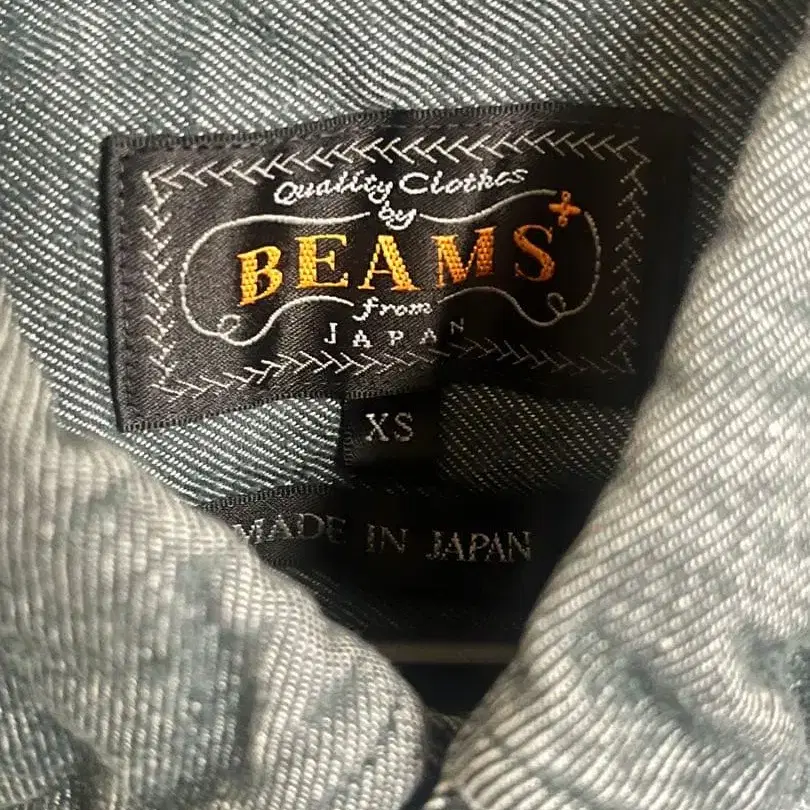 Quality Clothes
by
BEAMS+
from
JAPAN
XS
MADE IN JAPAN